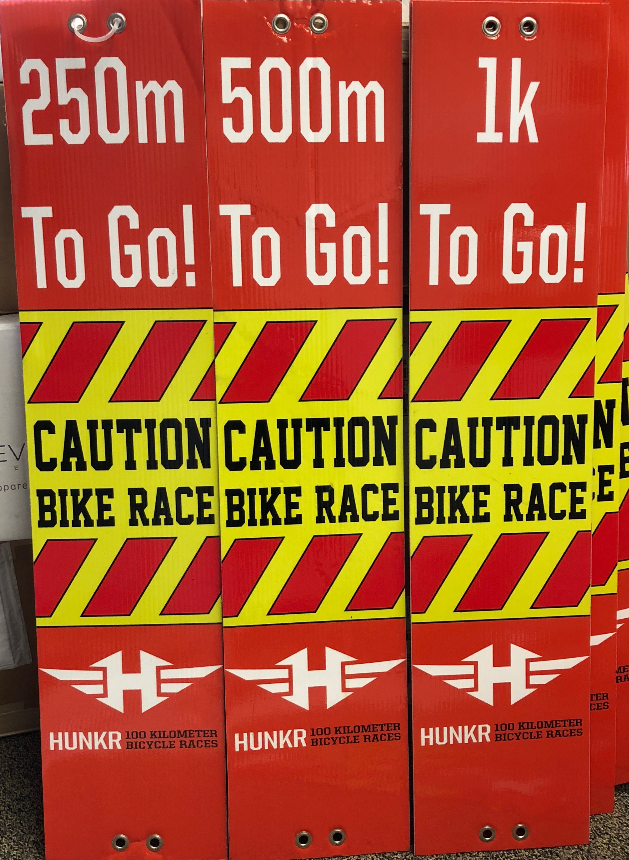 250m
To Go!
CAUTION
BIKE RACE
HUNKR 100 KILOMETER
BICYCLE RACES
500m
To Go!
CAUTION
BIKE RACE
HUNKR 100 KILOMETER
BICYCLE RACES
1k
To Go!
CAUTION
BIKE RACE
HUNKR 100 KILOMETER
BICYCLE RACES